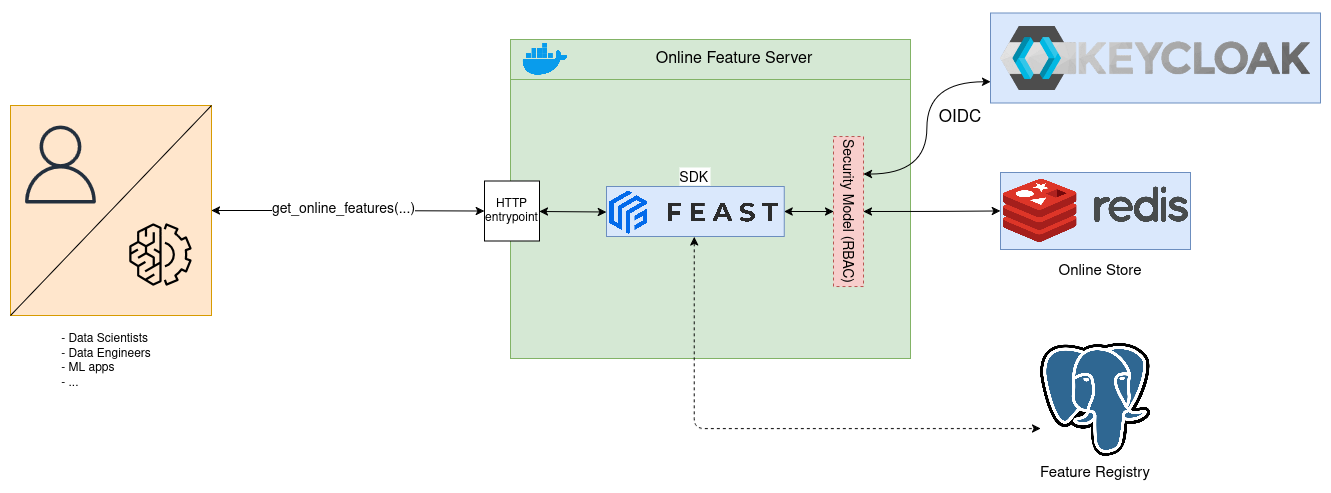 Online Feature Server
KEYCLOAK
OIDC
Security Model (RBAC)
SDK
FEAST
HTTP
entrypoint
get_online_features(...)
redis
Online Store
- Data Scientists
- Data Engineers
- ML apps
- ...
Feature Registry